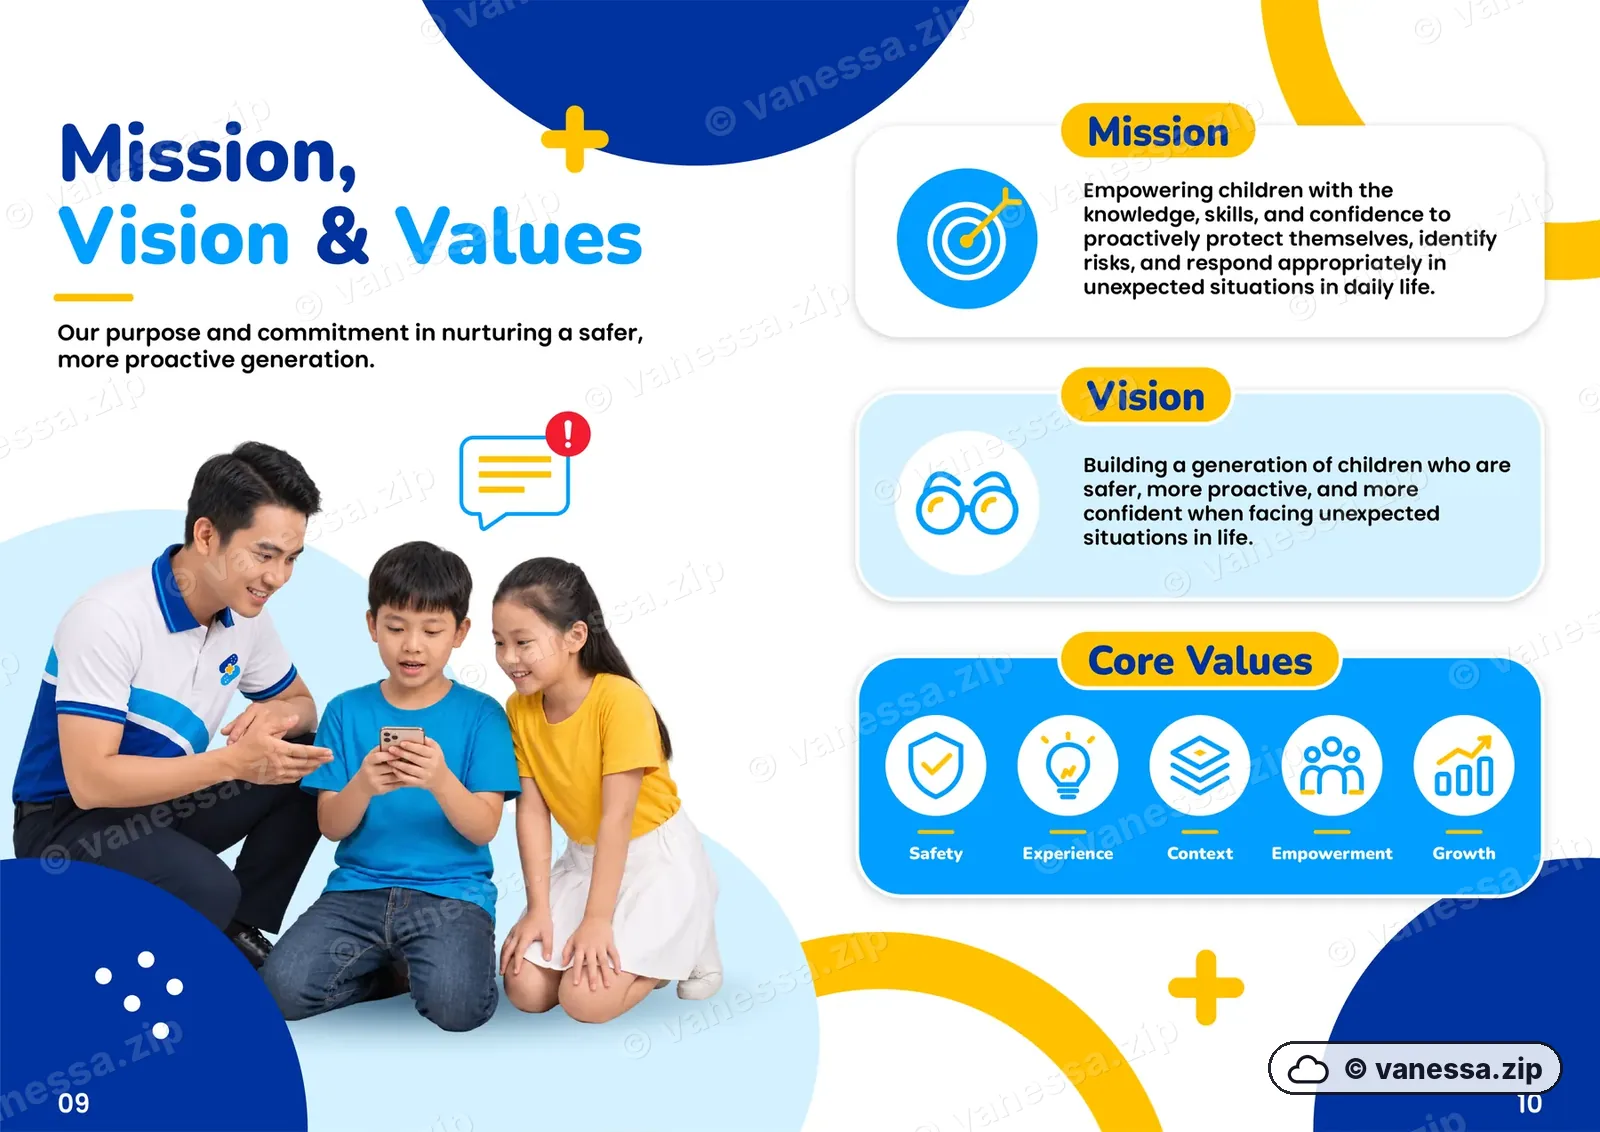 Mission,
Vision & Values
Our purpose and commitment in nurturing a safer,
more proactive generation.
!
Mission
Empowering children with the
knowledge, skills, and confidence to
proactively protect themselves, identify
risks, and respond appropriately in
unexpected situations in daily life.
Vision
Building a generation of children who are
safer, more proactive, and more
confident when facing unexpected
situations in life.
Core Values
Safety
Experience
Context
Empowerment
Growth
09
10
© vanessa.zip